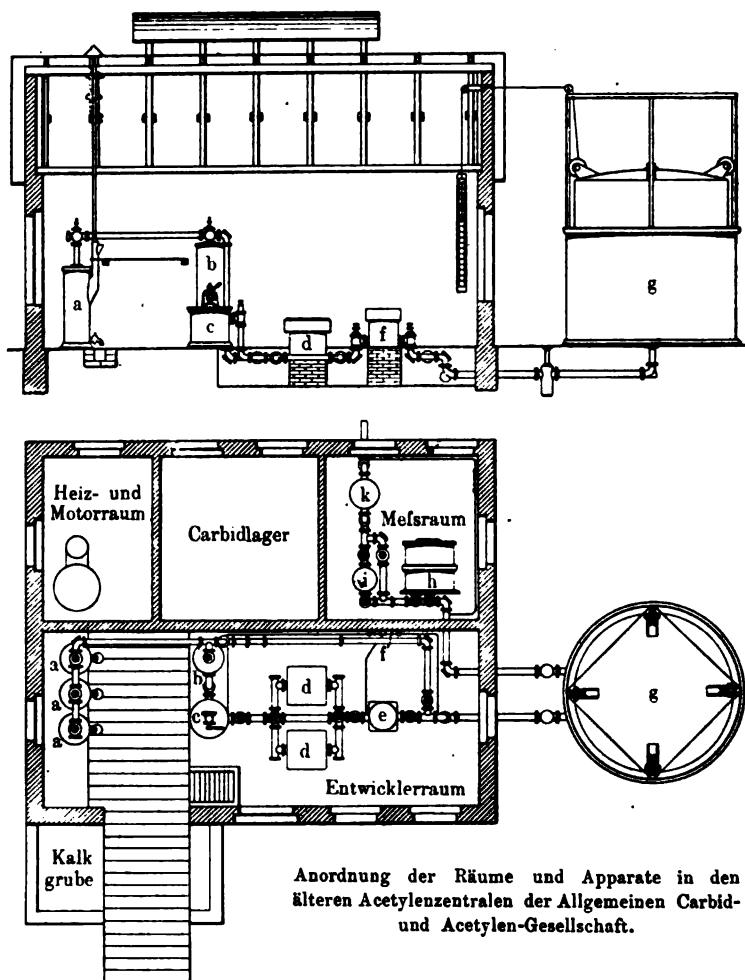 a
b
c
d
f
g
Heiz- und
Motorraum
Carbidlager
k
Meſsraum
i
h
a
b
f
a
d
g
a
c
e
d
Entwicklerraum
Kalk
grube
Anordnung der Räume und Apparate in den
älteren Acetylenzentralen der Allgemeinen Carbid-
und Acetylen-Gesellschaft.